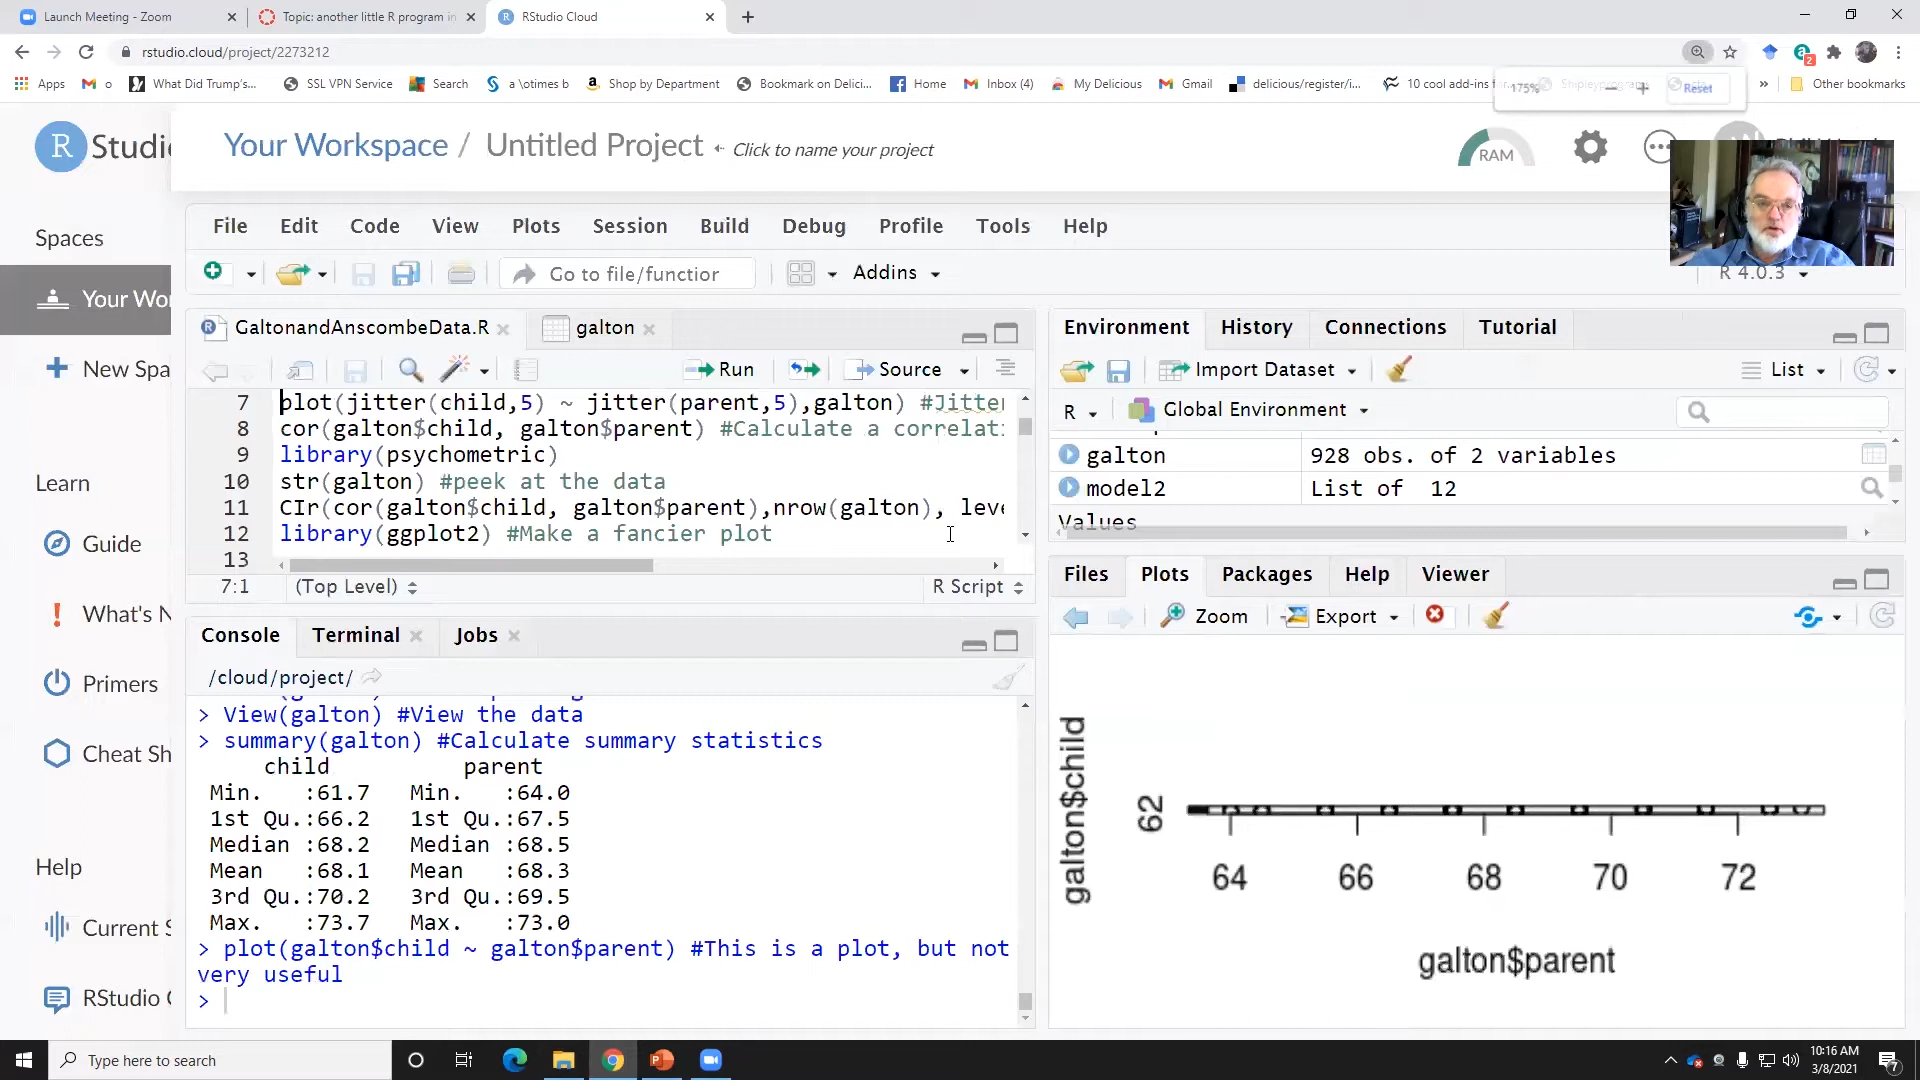 Launch Meeting - Zoom
Topic: another little R program in
RStudio Cloud
rstudio.cloud/project/2273212
2
Apps
o
What Did Trump's...
SSL VPN Service
Search
a \otimes b
Shop by Department
Bookmark on Delici...
Home
Inbox (4)
My Delicious
Gmail
delicious/register/i...
10 cool add-ins for
175%
Reset
»
Other bookmarks
R Studi
Your Workspace / Untitled Project
Click to name your project
RAM
Spaces
Your Wo
New Spa
Learn
Guide
What's N
Primers
Cheat Sh
Help
Current S
RStudio C
File Edit Code View Plots Session Build Debug Profile Tools Help
Go to file/function
Addins
R 4.0.3
GaltonandAnscombeData.R
galton
Run
Source
7 plot(jitter(child,5) ~ jitter(parent,5),galton) #Jitter
8 cor(galton$child, galton$parent) #Calculate a correlati
9 library(psychometric)
10 str(galton) #peek at the data
11 CIr(cor(galton$child, galton$parent),nrow(galton), leve
12 library(ggplot2) #Make a fancier plot
13
7:1 (Top Level) R Script
Console Terminal Jobs
/cloud/project/
> View(galton) #View the data
> summary(galton) #Calculate summary statistics
child parent
Min. :61.7 Min. :64.0
1st Qu.:66.2 1st Qu.:67.5
Median :68.2 Median :68.5
Mean :68.1 Mean :68.3
3rd Qu.:70.2 3rd Qu.:69.5
Max. :73.7 Max. :73.0
> plot(galton$child ~ galton$parent) #This is a plot, but not
very useful
>
Environment History Connections Tutorial
Import Dataset
List
R Global Environment
galton 928 obs. of 2 variables
model2 List of 12
Values
Files Plots Packages Help Viewer
Zoom Export
galton$child
62
64 66 68 70 72
galton$parent
Type here to search
10:16 AM
3/8/2021
7